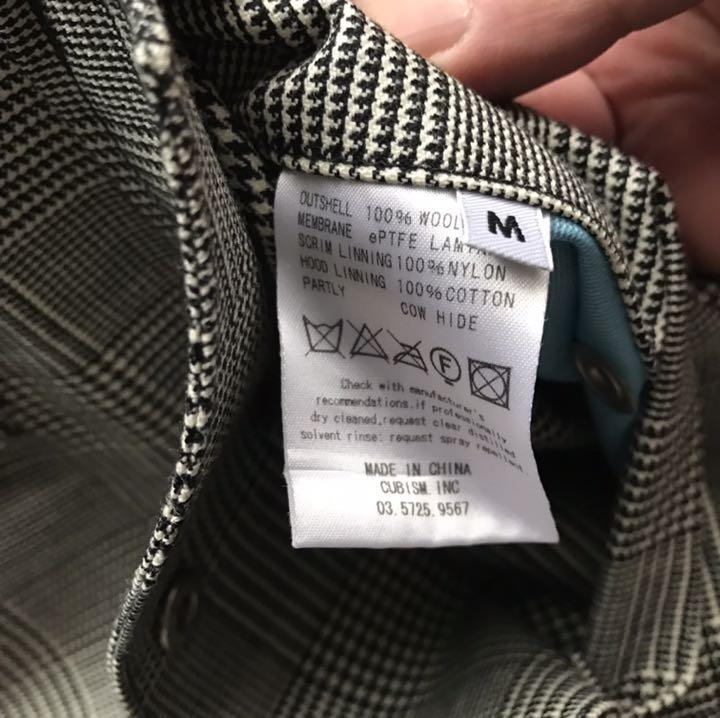 OUTSHELL 100% WOOL
MEMBRANE ePTFE
SCRIM LINNING 100% NYLON
HOOD LINNING 100% COTTON
PARTLY COW HIDE
M
F
Check with manufacturer's
recommendations.if professionally
dry cleaned,request clear distilled
solvent rinse: request spray repellent.
MADE IN CHINA
CUBISM. INC
03.5725.9567